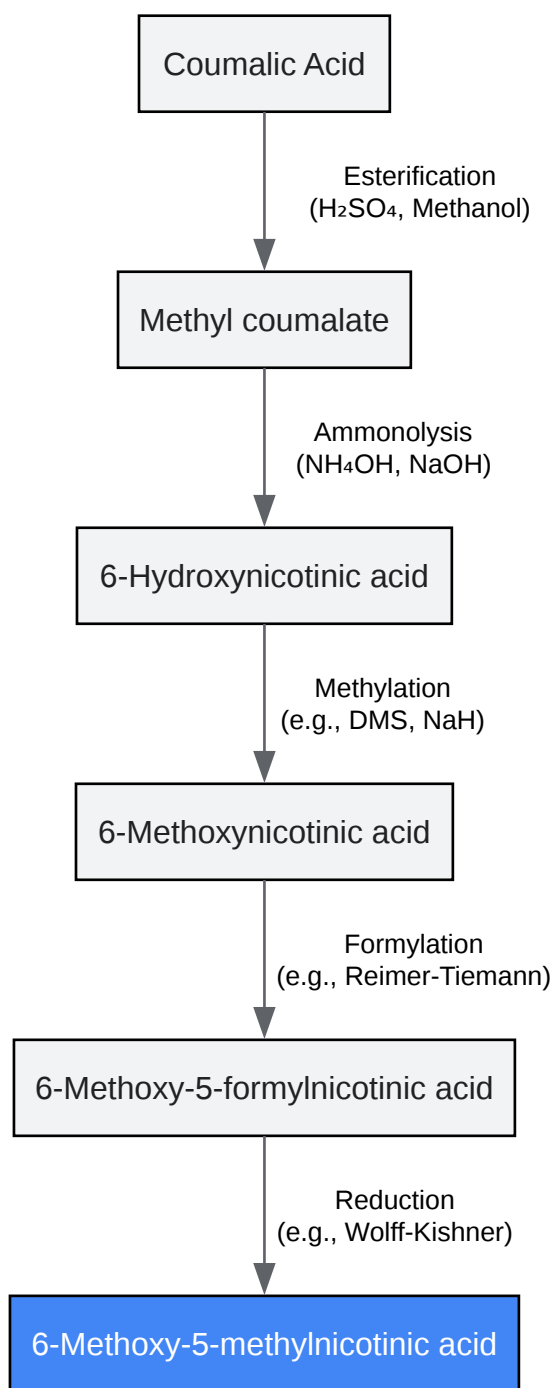 Coumalic Acid
Esterification
(H₂SO₄, Methanol)
Methyl coumalate
Ammonolysis
(NH₄OH, NaOH)
6-Hydroxynicotinic acid
Methylation
(e.g., DMS, NaH)
6-Methoxynicotinic acid
Formylation
(e.g., Reimer-Tiemann)
6-Methoxy-5-formylnicotinic acid
Reduction
(e.g., Wolff-Kishner)
6-Methoxy-5-methylnicotinic acid